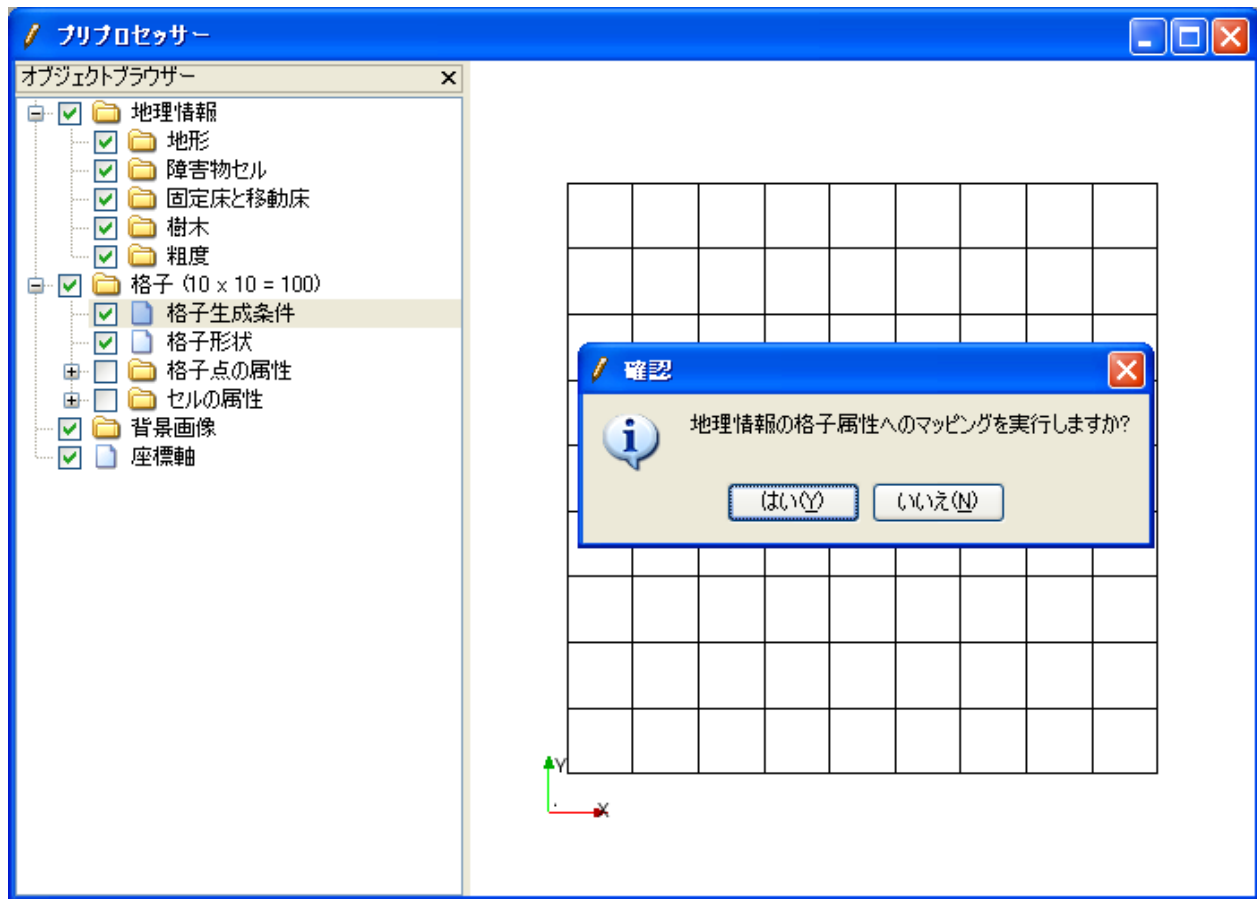 プリプロセッサー
オブジェクトブラウザー
地理情報
地形
障害物セル
固定床と移動床
樹木
粗度
格子 (10 x 10 = 100)
格子生成条件
格子形状
格子点の属性
セルの属性
背景画像
座標軸
確認
地理情報の格子属性へのマッピングを実行しますか?
はい(Y) いいえ(N)
Y
X